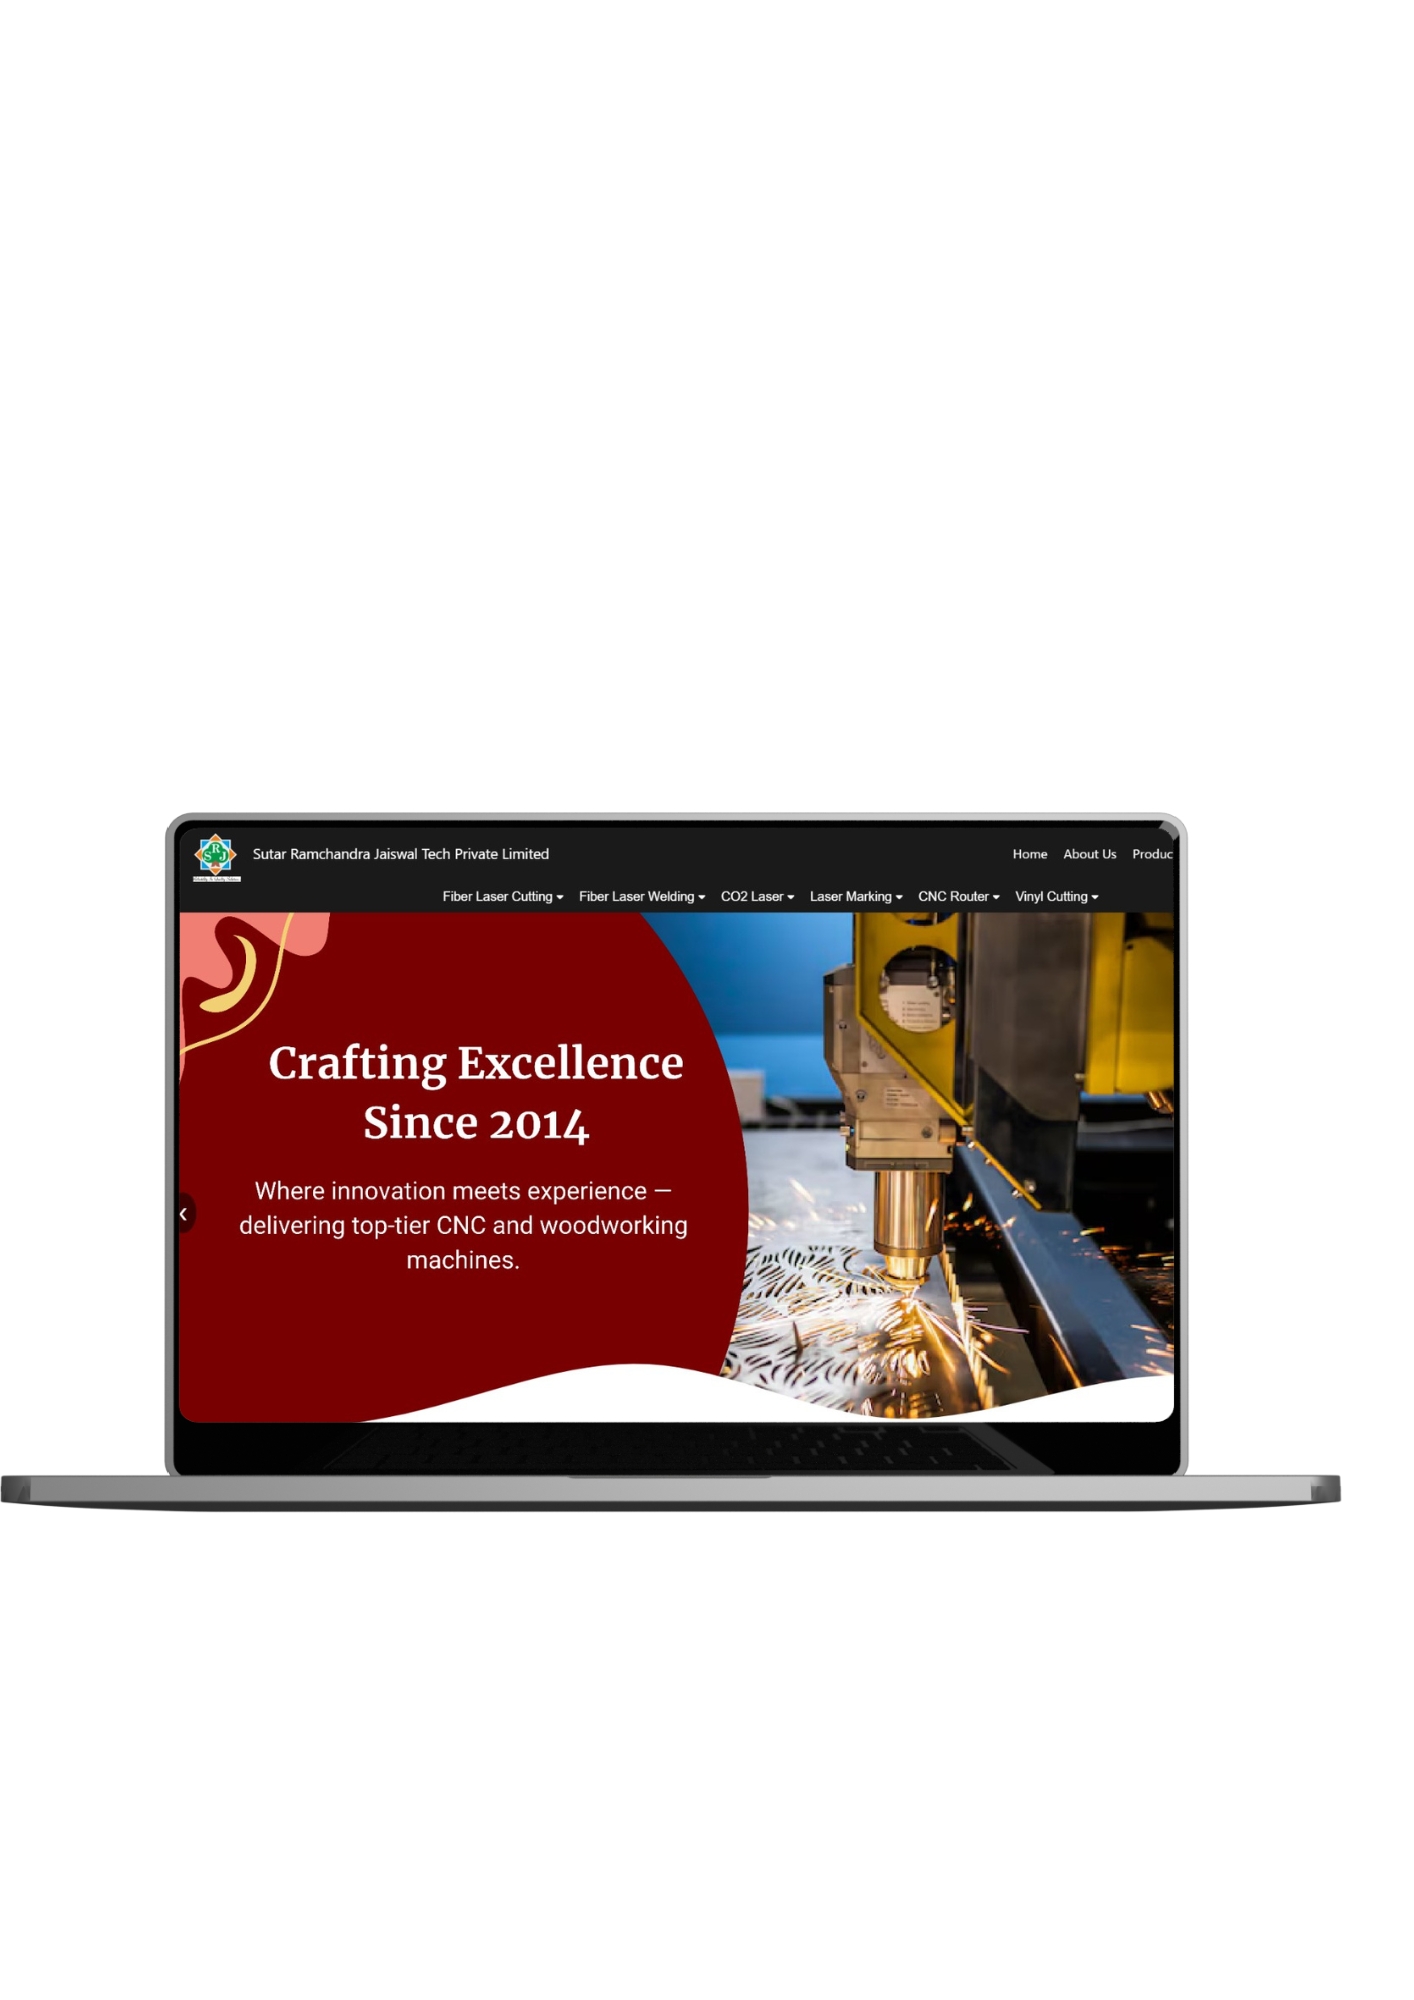 SRJ
Sutar Ramchandra Jaiswal Tech Private Limited
Home About Us Produc
Fiber Laser Cutting Fiber Laser Welding CO2 Laser Laser Marking CNC Router Vinyl Cutting
Crafting Excellence
Since 2014
Where innovation meets experience —
delivering top-tier CNC and woodworking
machines.